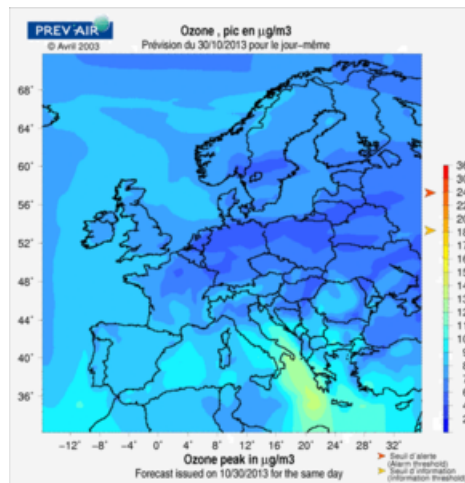 PREV'AIR
© Avril 2003
Ozone , pic en µg/m3
Prévision du 30/10/2013 pour le jour-même
68°
64°
60°
56°
52°
48°
44°
40°
36°
−12°
−8°
−4°
0°
4°
8°
12°
16°
20°
24°
28°
32°
Ozone peak in µg/m3
Forecast issued on 10/30/2013 for the same day
Seuil d'alerte
(Alarm threshold)
Seuil d'information
(Information threshold)